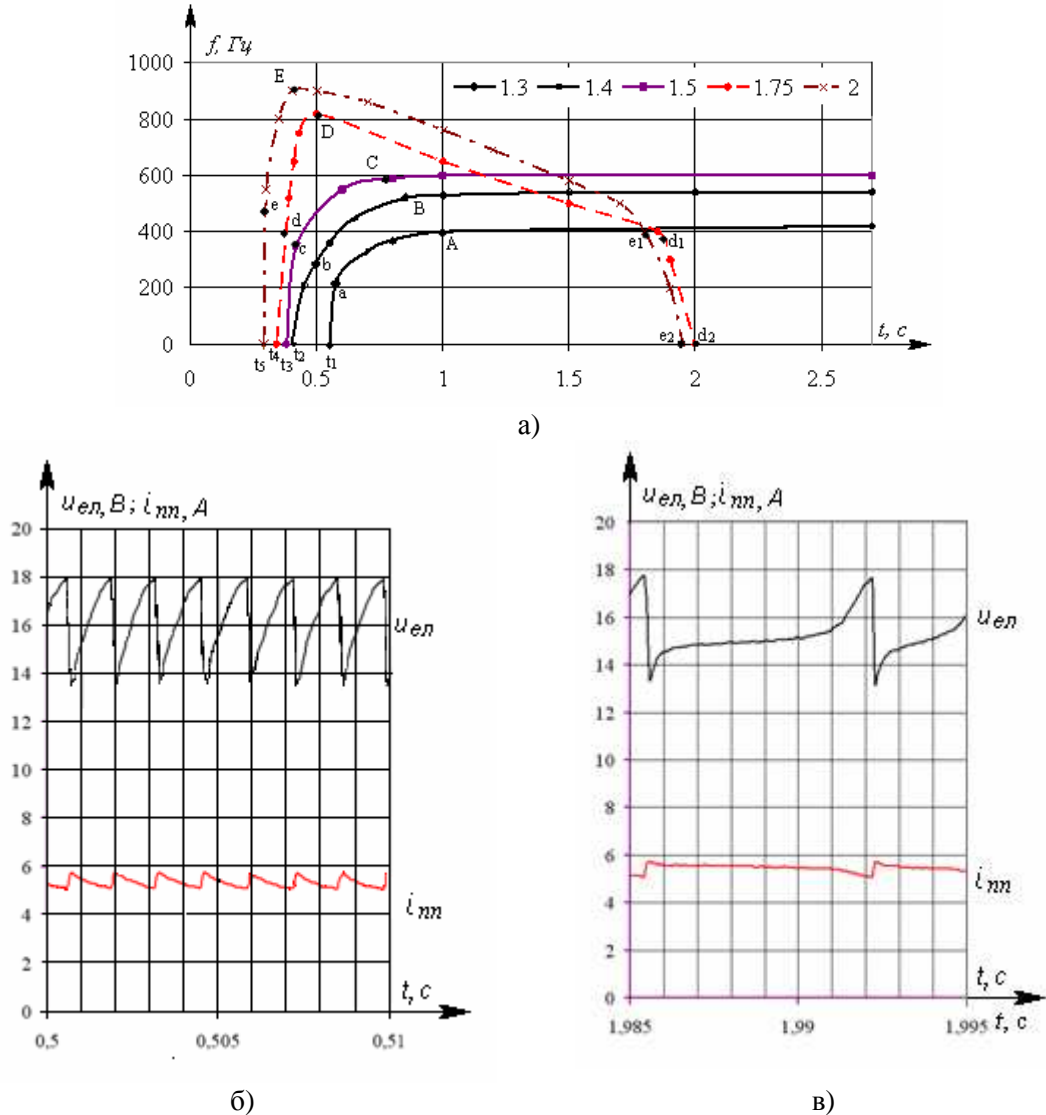 f, Гц
1000
800
600
400
200
0
1.3 1.4 1.5 1.75 2
E
D
C
B
A
e
d
c
b
a
e1 d1
e2 d2
t5 t4 t3 t2 t1
t, c
0 0.5 1 1.5 2 2.5
а)
uел, В; iпп, А
20
18
16
14
12
10
8
6
4
2
0
uел
iпп
t, c
0,5 0,505 0,51
б)
uел, В; iпп, А
20
18
16
14
12
10
8
6
4
2
0
uел
iпп
t, c
1,985 1,99 1,995 t, c
в)